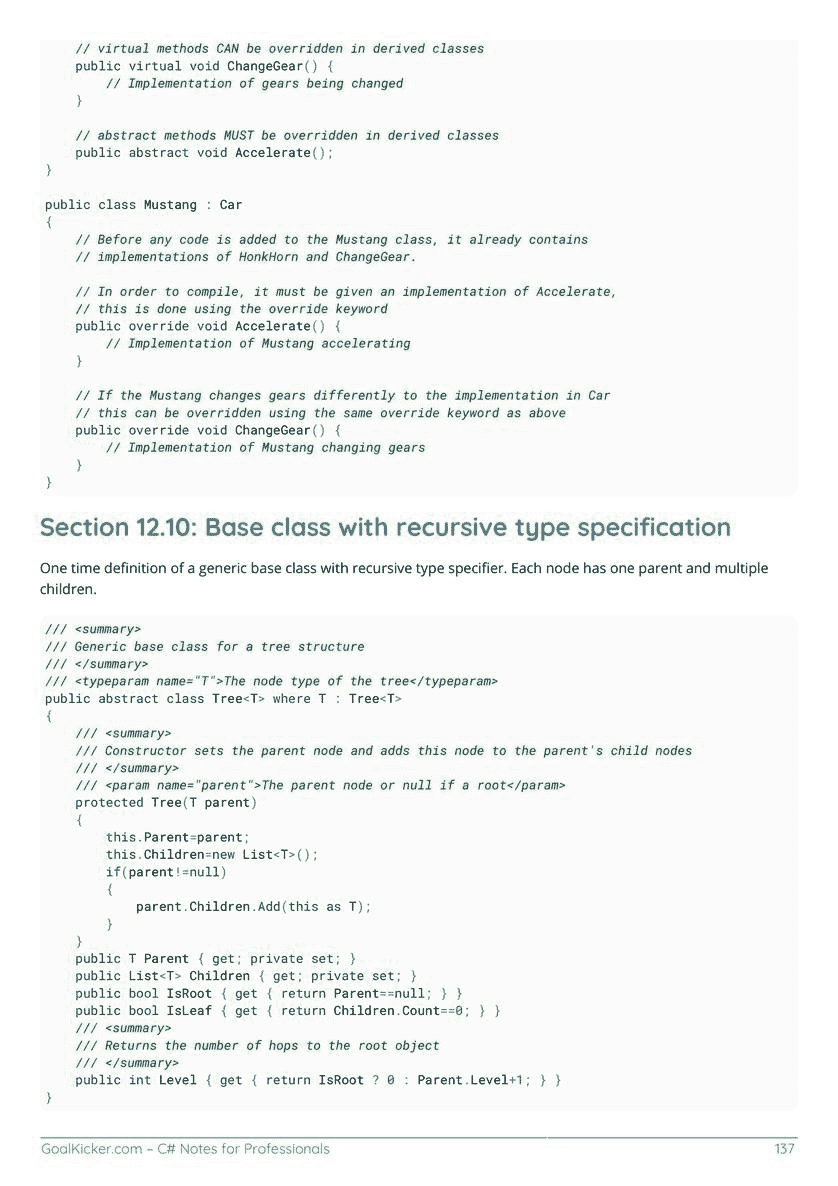 // virtual methods CAN be overridden in derived classes
    public virtual void ChangeGear() {
        // Implementation of gears being changed
    }

    // abstract methods MUST be overridden in derived classes
    public abstract void Accelerate();
}

public class Mustang : Car
{
    // Before any code is added to the Mustang class, it already contains
    // implementations of HonkHorn and ChangeGear.

    // In order to compile, it must be given an implementation of Accelerate,
    // this is done using the override keyword
    public override void Accelerate() {
        // Implementation of Mustang accelerating
    }

    // If the Mustang changes gears differently to the implementation in Car
    // this can be overridden using the same override keyword as above
    public override void ChangeGear() {
        // Implementation of Mustang changing gears
    }
}
Section 12.10: Base class with recursive type specification
One time definition of a generic base class with recursive type specifier. Each node has one parent and multiple
children.
/// <summary>
/// Generic base class for a tree structure
/// </summary>
/// <typeparam name="T">The node type of the tree</typeparam>
public abstract class Tree<T> where T : Tree<T>
{
    /// <summary>
    /// Constructor sets the parent node and adds this node to the parent's child nodes
    /// </summary>
    /// <param name="parent">The parent node or null if a root</param>
    protected Tree(T parent)
    {
        this.Parent=parent;
        this.Children=new List<T>();
        if(parent!=null)
        {
            parent.Children.Add(this as T);
        }
    }
    public T Parent { get; private set; }
    public List<T> Children { get; private set; }
    public bool IsRoot { get { return Parent==null; } }
    public bool IsLeaf { get { return Children.Count==0; } }
    /// <summary>
    /// Returns the number of hops to the root object
    /// </summary>
    public int Level { get { return IsRoot ? 0 : Parent.Level+1; } }
}
GoalKicker.com – C# Notes for Professionals 137